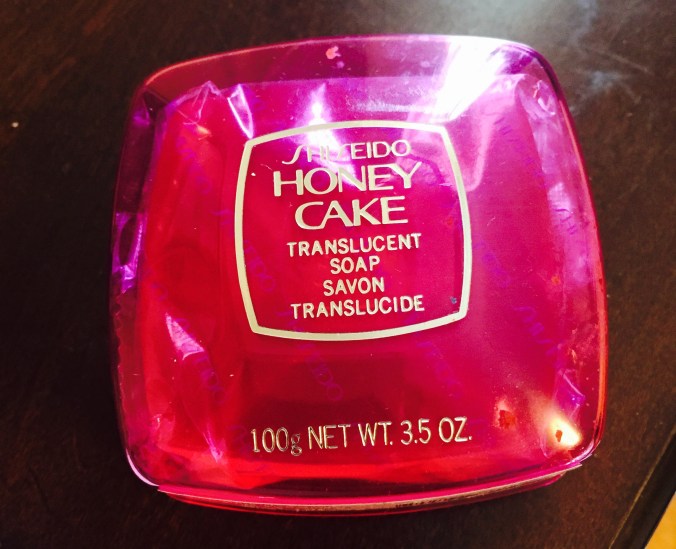 SHISEIDO
HONEY
CAKE
TRANSLUCENT
SOAP
SAVON
TRANSLUCIDE
100g NET WT. 3.5 OZ.